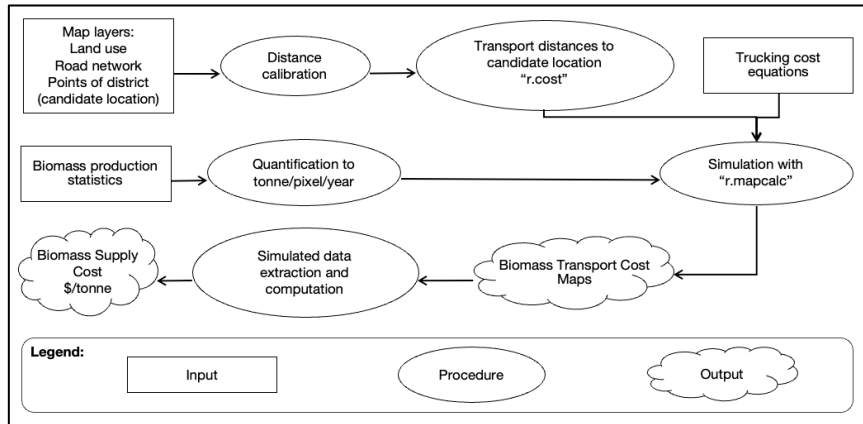 Map layers:
Land use
Road network
Points of district
(candidate location)
Distance
calibration
Transport distances to
candidate location
“r.cost”
Trucking cost
equations
Biomass production
statistics
Quantification to
tonne/pixel/year
Simulation with
“r.mapcalc”
Biomass Supply
Cost
$/tonne
Simulated data
extraction and
computation
Biomass Transport Cost
Maps
Legend:
Input
Procedure
Output